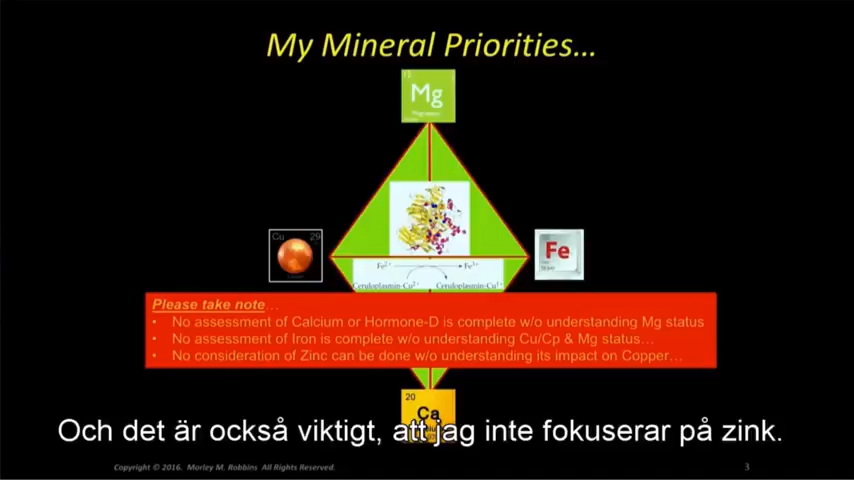 My Mineral Priorities...
Mg
Cu 29
Fe
Fe2+ Fe3+
Ceruloplasmin-Cu2+ Ceruloplasmin-Cu1+
Please take note…
• No assessment of Calcium or Hormone-D is complete w/o understanding Mg status
• No assessment of Iron is complete w/o understanding Cu/Cp & Mg status…
• No consideration of Zinc can be done w/o understanding its impact on Copper…
20
Ca
Och det är också viktigt, att jag inte fokuserar på zink.
Copyright © 2016. Morley M. Robbins All Rights Reserved.
3